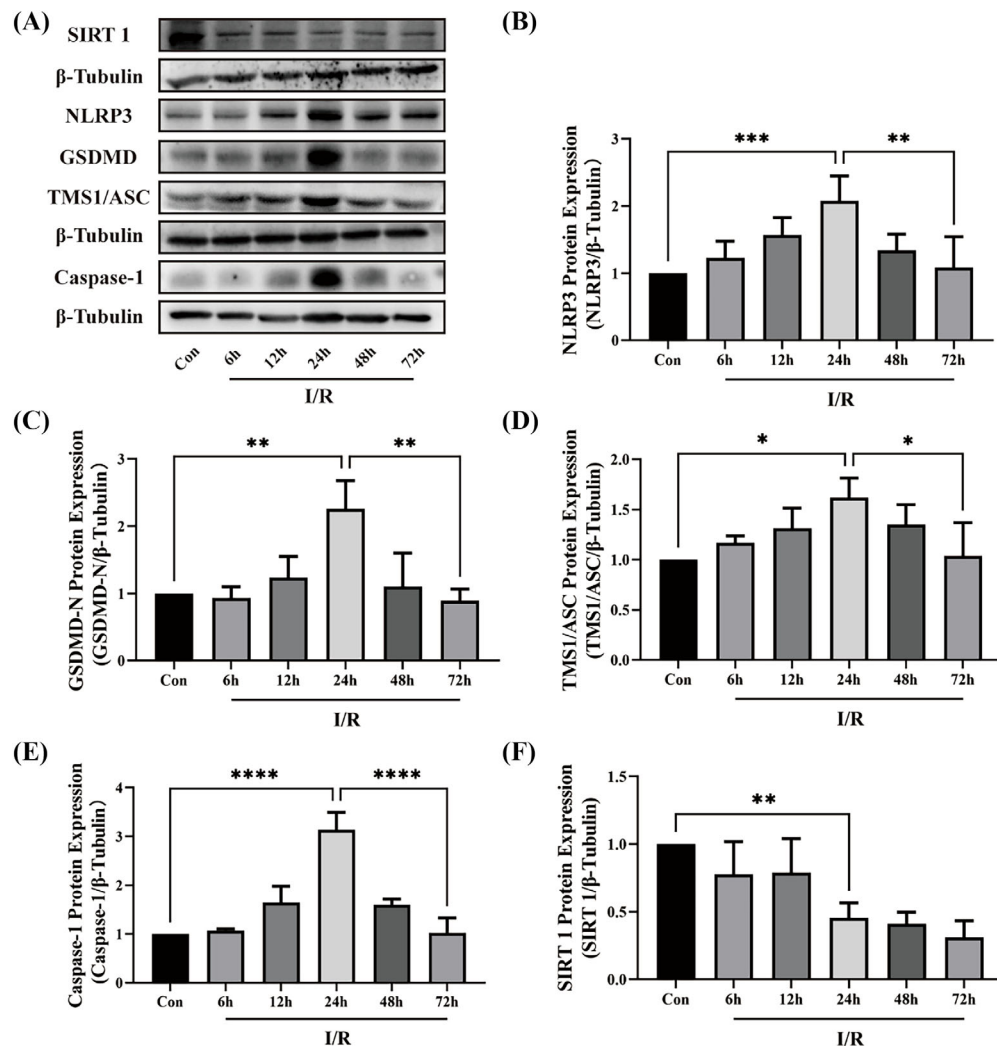 (A)
SIRT 1
β-Tubulin
NLRP3
GSDMD
TMS1/ASC
β-Tubulin
Caspase-1
β-Tubulin
Con 6h 12h 24h 48h 72h
I/R
(B)
NLRP3 Protein Expression
(NLRP3/β-Tubulin)
3
2
1
0
*** **
Con 6h 12h 24h 48h 72h
I/R
(C)
GSDMD-N Protein Expression
(GSDMD-N/β-Tubulin)
3
2
1
0
** **
Con 6h 12h 24h 48h 72h
I/R
(D)
TMS1/ASC Protein Expression
(TMS1/ASC/β-Tubulin)
2.0
1.5
1.0
0.5
0.0
* *
Con 6h 12h 24h 48h 72h
I/R
(E)
Caspase-1 Protein Expression
(Caspase-1/β-Tubulin)
4
3
2
1
0
**** ****
Con 6h 12h 24h 48h 72h
I/R
(F)
SIRT 1 Protein Expression
(SIRT 1/β-Tubulin)
1.5
1.0
0.5
0.0
**
Con 6h 12h 24h 48h 72h
I/R